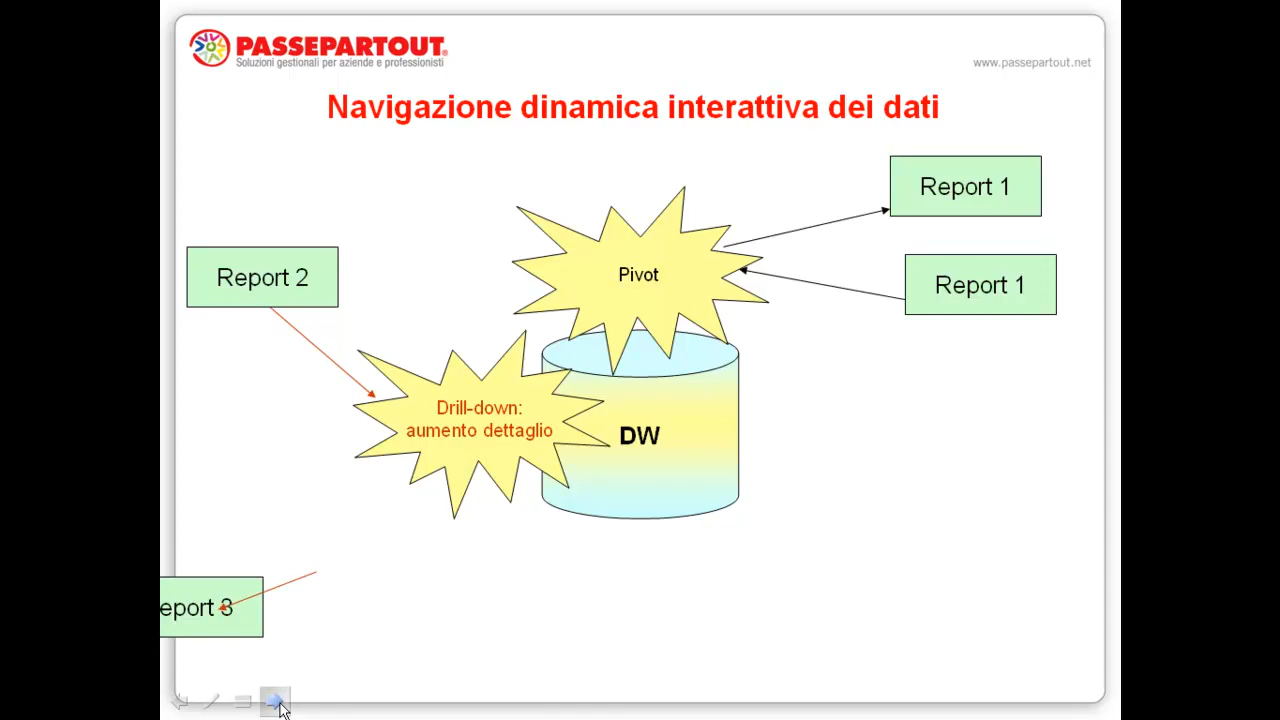 PASSEPARTOUT®
Soluzioni gestionali per aziende e professionisti
www.passepartout.net
Navigazione dinamica interattiva dei dati
Report 1
Pivot
Report 2
Report 1
Drill-down:
aumento dettaglio
DW
eport 3